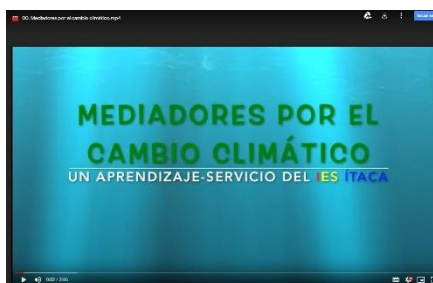 00. Mediadores por el cambio climático.mp4
MEDIADORES POR EL
CAMBIO CLIMÁTICO
UN APRENDIZAJE-SERVICIO DEL IES ÍTACA